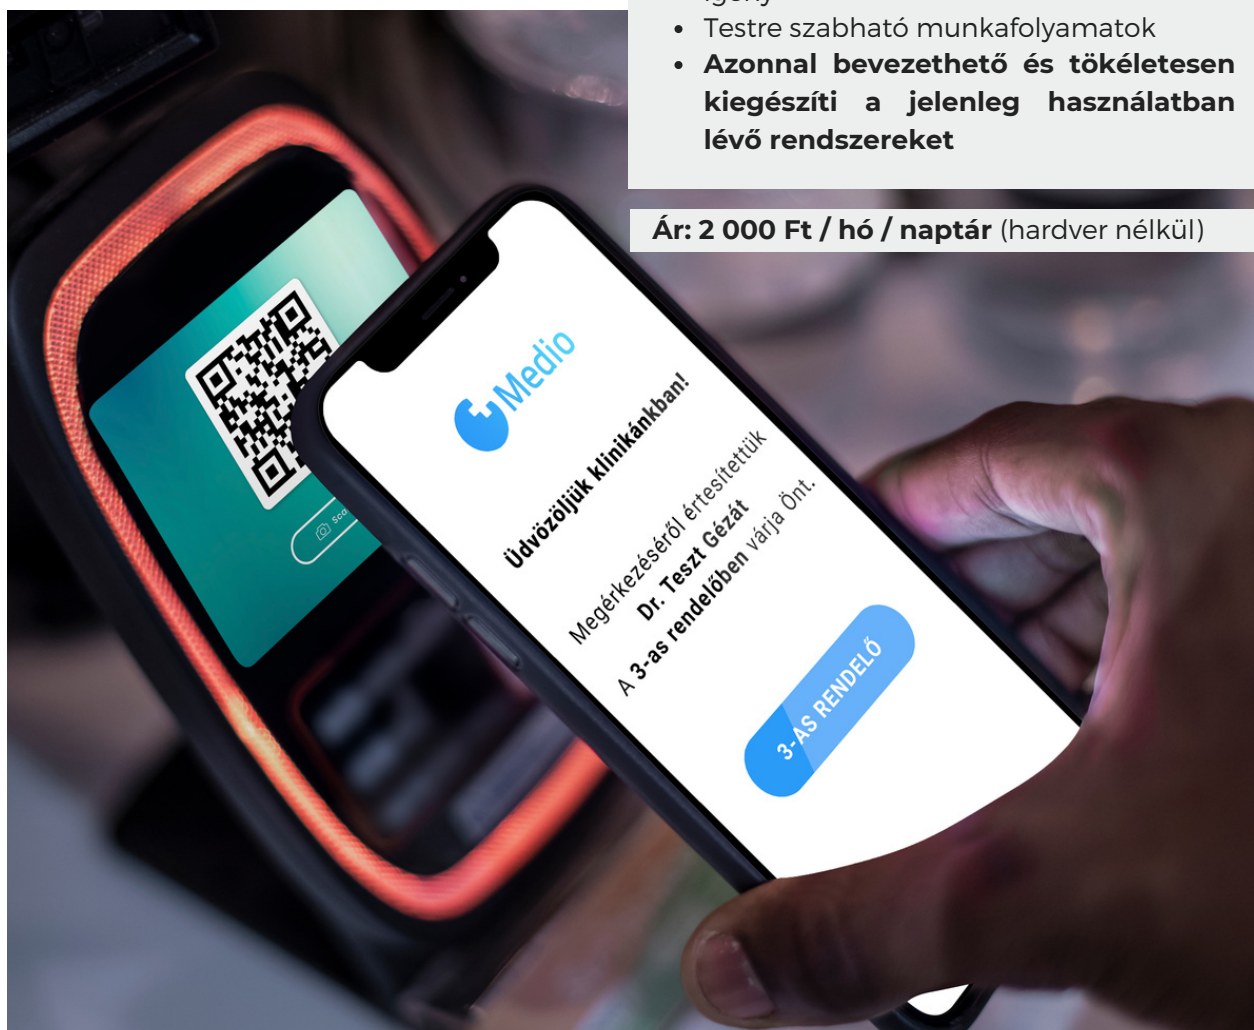 Testre szabható munkafolyamatok
Azonnal bevezethető és tökéletesen
kiegészíti a jelenleg használatban
lévő rendszereket
Ár: 2 000 Ft / hó / naptár (hardver nélkül)
Medio
Üdvözöljük klinikánkban!
Megérkezéséről értesítettük
Dr. Teszt Gézát
A 3-as rendelőben várja Önt.
3-AS RENDELŐ